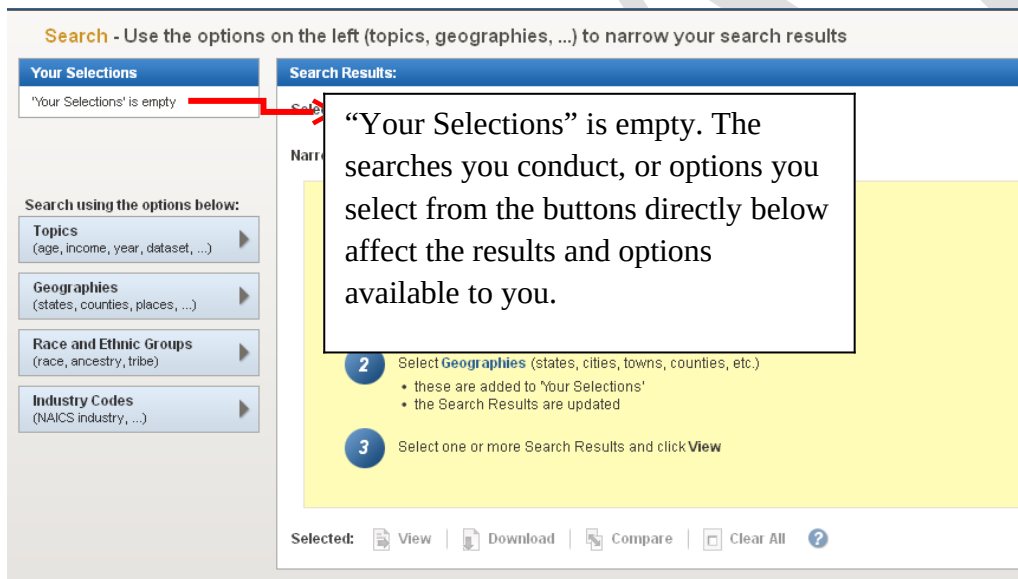 Search - Use the options on the left (topics, geographies, ...) to narrow your search results
Your Selections
'Your Selections' is empty
Search using the options below:
Topics
(age, income, year, dataset, ...)
Geographies
(states, counties, places, ...)
Race and Ethnic Groups
(race, ancestry, tribe)
Industry Codes
(NAICS industry, ...)
Search Results:
“Your Selections” is empty. The
searches you conduct, or options you
select from the buttons directly below
affect the results and options
available to you.
2 Select Geographies (states, cities, towns, counties, etc.)
• these are added to 'Your Selections'
• the Search Results are updated
3 Select one or more Search Results and click View
Selected: View | Download | Compare | Clear All ?